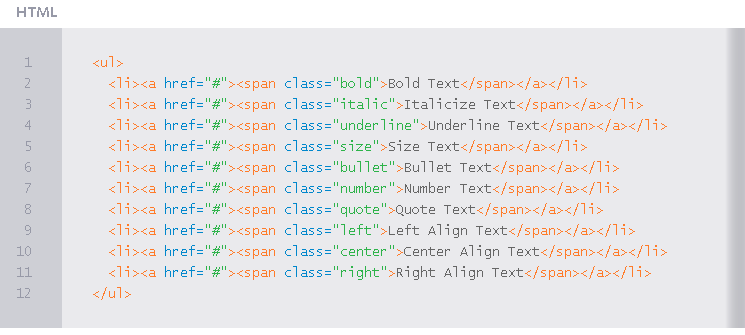 HTML
1 <ul>
2 <li><a href="#"><span class="bold">Bold Text</span></a></li>
3 <li><a href="#"><span class="italic">Italicize Text</span></a></li>
4 <li><a href="#"><span class="underline">Underline Text</span></a></li>
5 <li><a href="#"><span class="size">Size Text</span></a></li>
6 <li><a href="#"><span class="bullet">Bullet Text</span></a></li>
7 <li><a href="#"><span class="number">Number Text</span></a></li>
8 <li><a href="#"><span class="quote">Quote Text</span></a></li>
9 <li><a href="#"><span class="left">Left Align Text</span></a></li>
10 <li><a href="#"><span class="center">Center Align Text</span></a></li>
11 <li><a href="#"><span class="right">Right Align Text</span></a></li>
12 </ul>